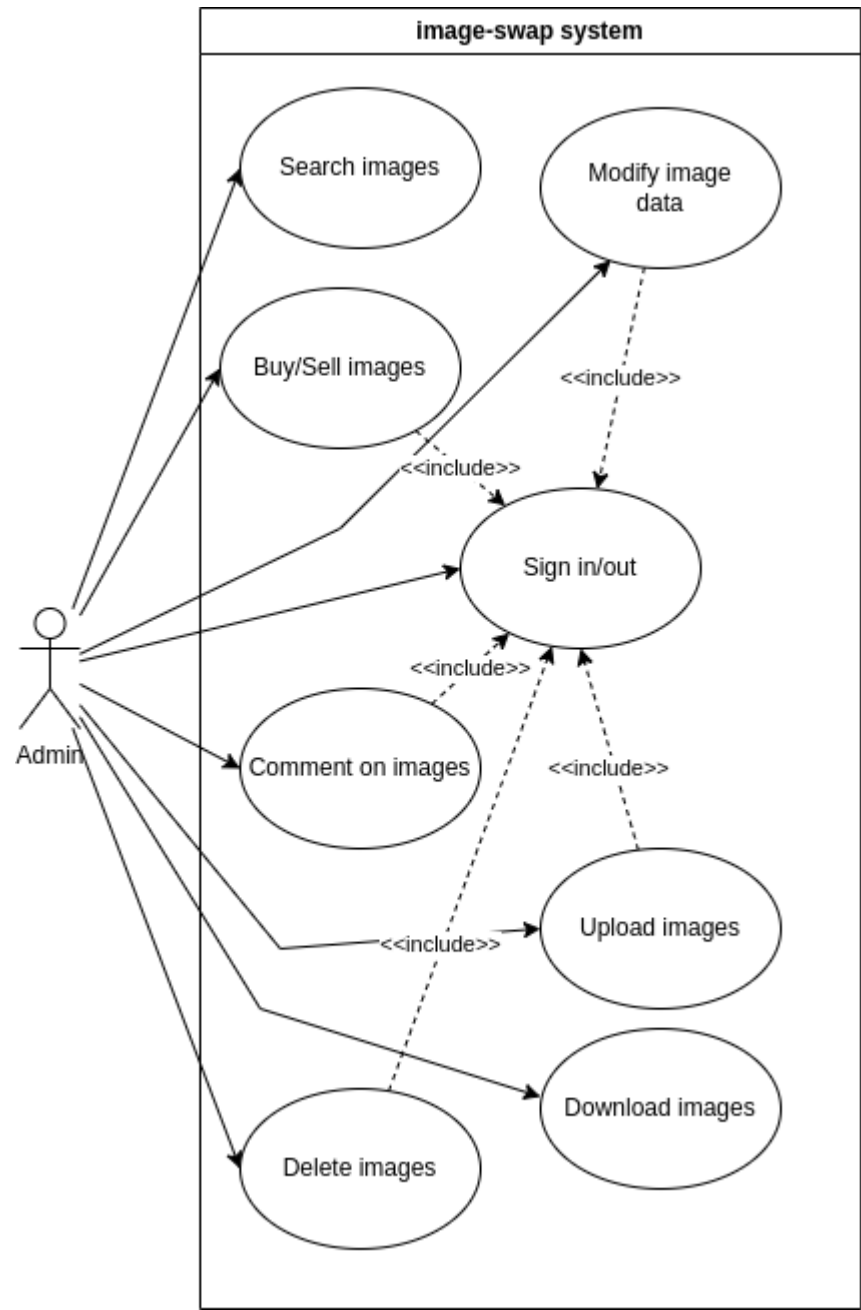 image-swap system
Search images
Modify image
data
Buy/Sell images
<<include>>
<<include>>
Sign in/out
<<include>>
Admin
Comment on images
<<include>>
Upload images
<<include>>
Download images
Delete images